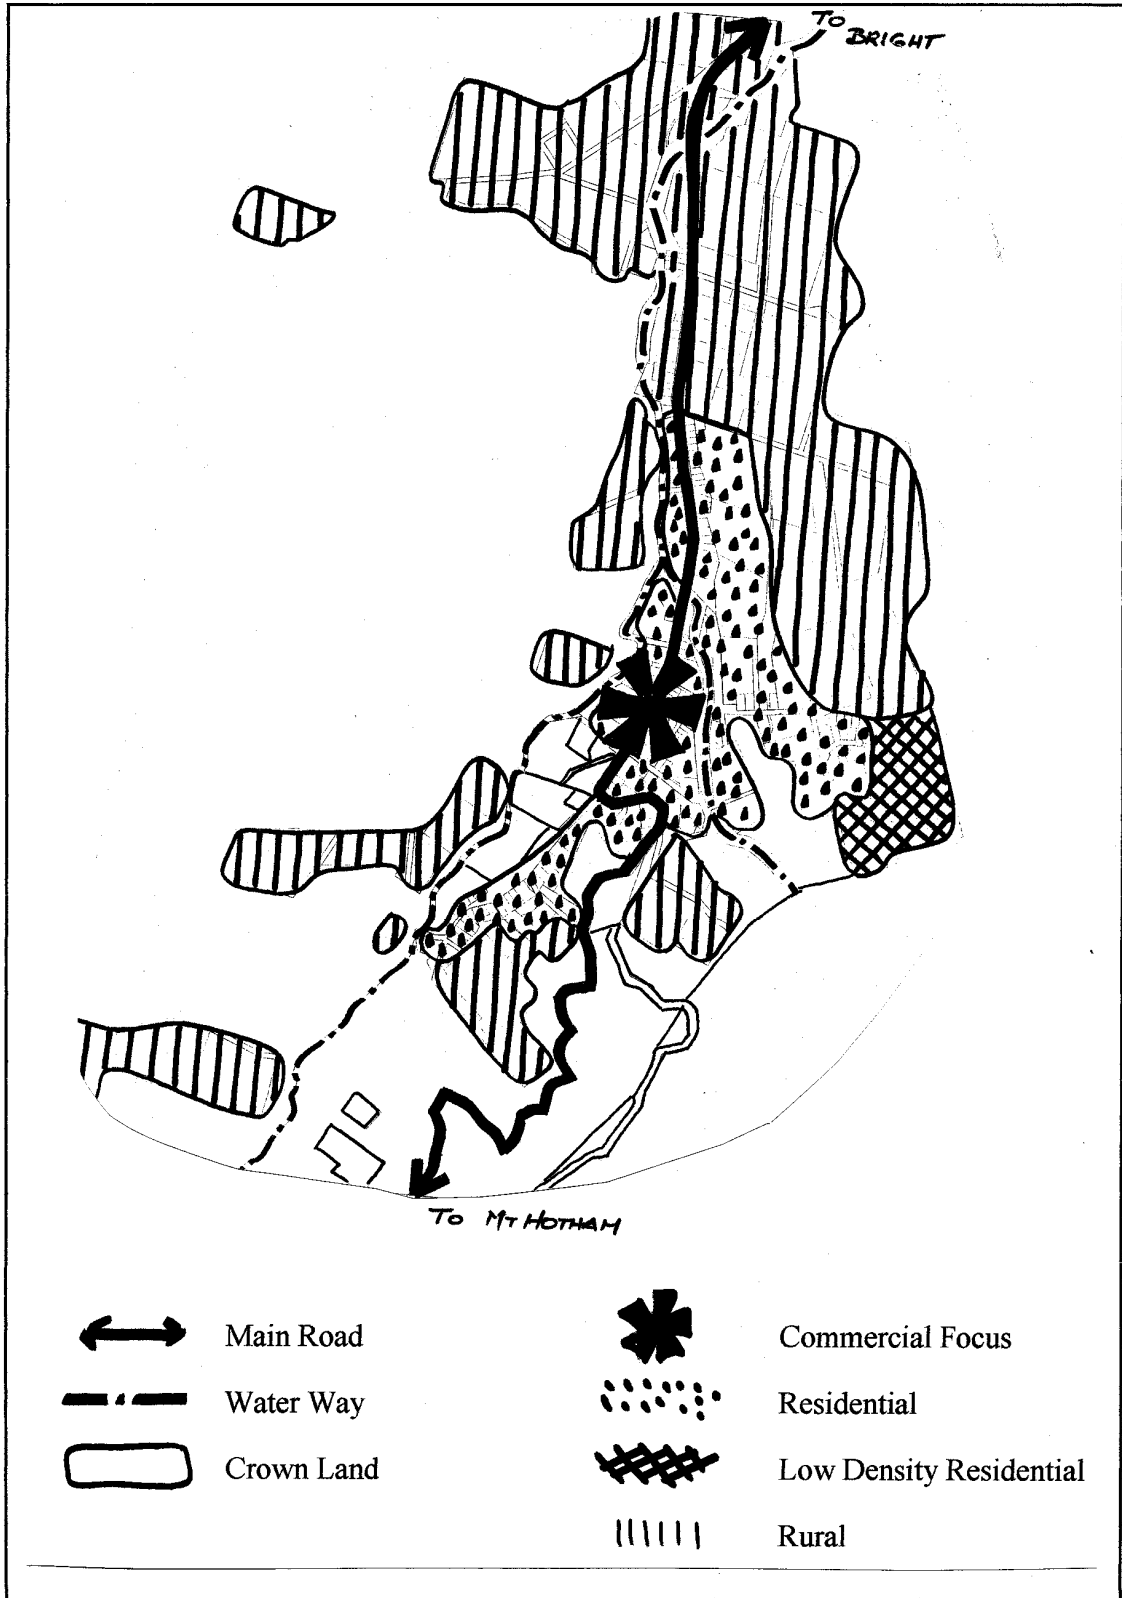 TO
BRIGHT
TO MT HOTHAM
Main Road
Water Way
Crown Land
Commercial Focus
Residential
Low Density Residential
Rural